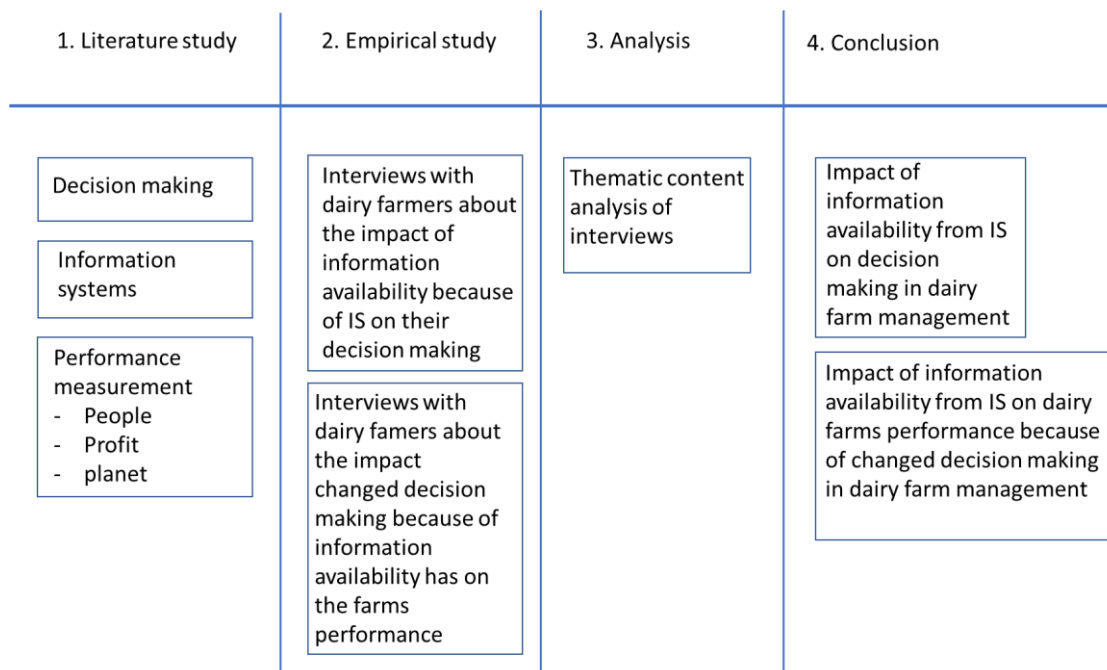 1. Literature study
2. Empirical study
3. Analysis
4. Conclusion
Decision making
Information
systems
Performance
measurement
- People
- Profit
- planet
Interviews with
dairy farmers about
the impact of
information
availability because
of IS on their
decision making
Interviews with
dairy famers about
the impact
changed decision
making because of
information
availability has on
the farms
performance
Thematic content
analysis of
interviews
Impact of
information
availability from IS
on decision
making in dairy
farm management
Impact of information
availability from IS on dairy
farms performance because
of changed decision making
in dairy farm management